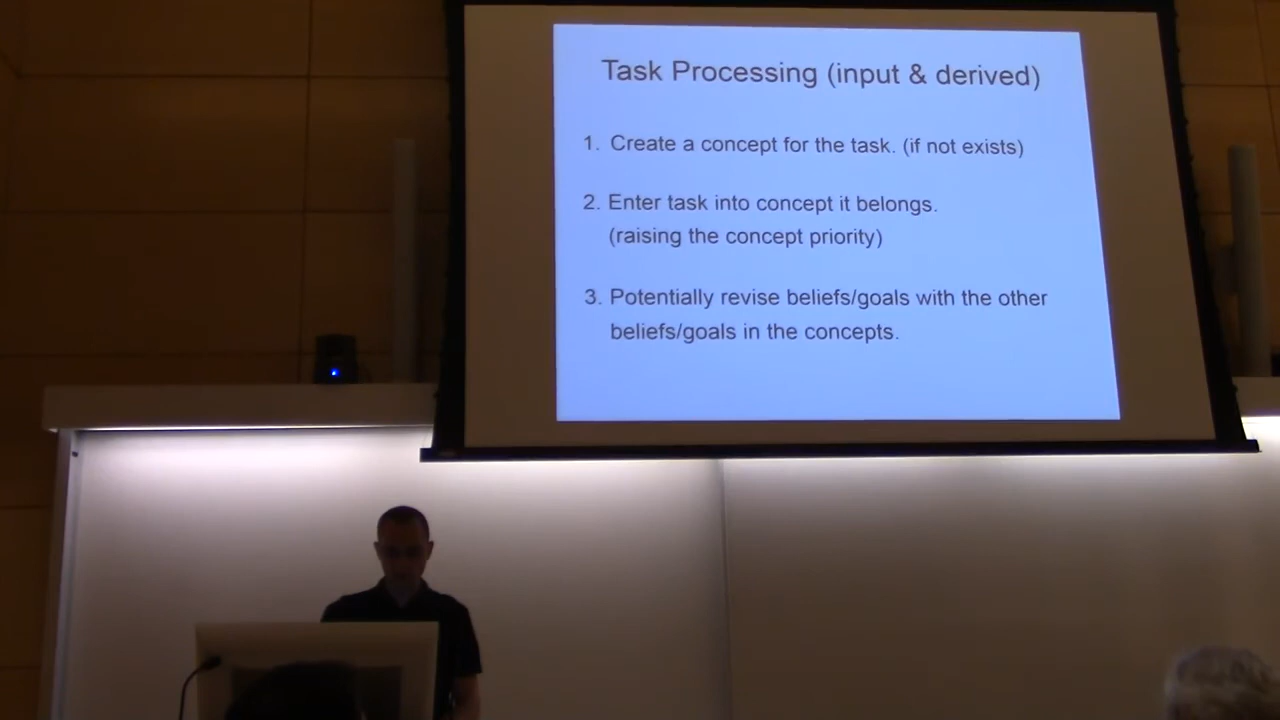 Task Processing (input & derived)
1. Create a concept for the task. (if not exists)
2. Enter task into concept it belongs.
(raising the concept priority)
3. Potentially revise beliefs/goals with the other
beliefs/goals in the concepts.